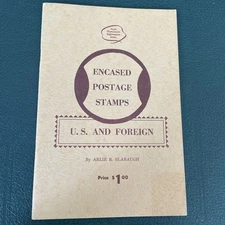 ENCASED
POSTAGE
STAMPS
U. S. AND FOREIGN
By ARLIE R. SLABAUGH
Price $1.00